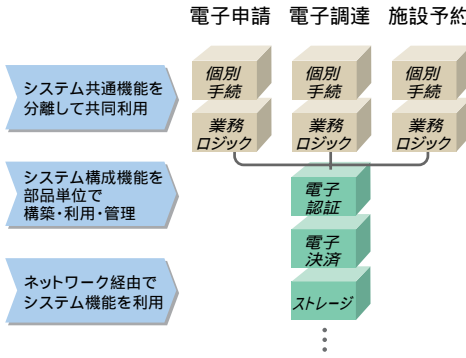 電子申請 電子調達 施設予約
システム共通機能を
分離して共同利用
個別
手続
個別
手続
個別
手続
業務
ロジック
業務
ロジック
業務
ロジック
システム構成機能を
部品単位で
構築・利用・管理
電子
認証
電子
決済
ネットワーク経由で
システム機能を利用
ストレージ